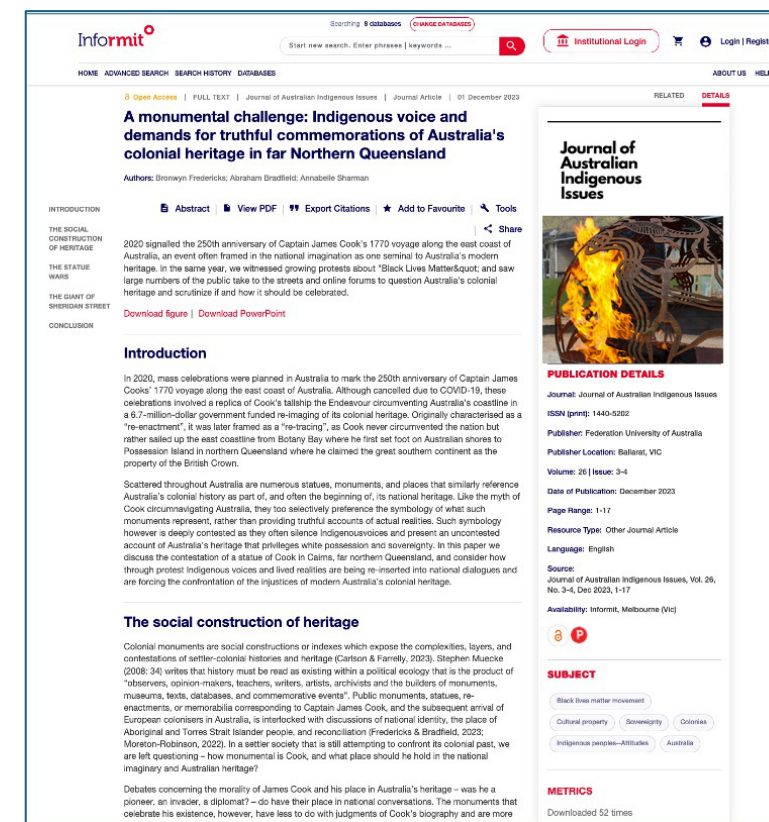 Informit
Searching 9 databases CHANGE DATABASES
Start new search. Enter phrases | keywords ...
Institutional Login
Login | Regist
HOME ADVANCED SEARCH SEARCH HISTORY DATABASES
ABOUT US HEL
Open Access | FULL TEXT | Journal of Australian Indigenous Issues | Journal Article | 01 December 2023
A monumental challenge: Indigenous voice and
demands for truthful commemorations of Australia's
colonial heritage in far Northern Queensland
Authors: Bronwyn Fredericks; Abraham Bradfield; Annabelle Sharman
INTRODUCTION
THE SOCIAL
CONSTRUCTION
OF HERITAGE
THE STATUE
WARS
THE GIANT OF
SHERIDAN STREET
CONCLUSION
Abstract | View PDF | Export Citations | Add to Favourite | Tools
| Share
2020 signalled the 250th anniversary of Captain James Cook's 1770 voyage along the east coast of
Australia, an event often framed in the national imagination as one seminal to Australia's modern
heritage. In the same year, we witnessed growing protests about "Black Lives Matter&quot; and saw
large numbers of the public take to the streets and online forums to question Australia's colonial
heritage and scrutinize if and how it should be celebrated.
Download figure | Download PowerPoint
Introduction
In 2020, mass celebrations were planned in Australia to mark the 250th anniversary of Captain James
Cooks' 1770 voyage along the east coast of Australia. Although cancelled due to COVID-19, these
celebrations involved a replica of Cook's tallship the Endeavour circumventing Australia's coastline in
a 6.7-million-dollar government funded re-imaging of its colonial heritage. Originally characterised as a
"re-enactment", it was later framed as a "re-tracing", as Cook never circumvented the nation but
rather sailed up the east coastline from Botany Bay where he first set foot on Australian shores to
Possession Island in northern Queensland where he claimed the great southern continent as the
property of the British Crown.
Scattered throughout Australia are numerous statues, monuments, and places that similarly reference
Australia's colonial history as part of, and often the beginning of, its national heritage. Like the myth of
Cook circumnavigating Australia, they too selectively preference the symbology of what such
monuments represent, rather than providing truthful accounts of actual realities. Such symbology
however is deeply contested as they often silence Indigenousvoices and present an uncontested
account of Australia's heritage that privileges white possession and sovereignty. In this paper we
discuss the contestation of a statue of Cook in Cairns, far northern Queensland, and consider how
through protest Indigenous voices and lived realities are being re-inserted into national dialogues and
are forcing the confrontation of the injustices of modern Australia's colonial heritage.
The social construction of heritage
Colonial monuments are social constructions or indexes which expose the complexities, layers, and
contestations of settler-colonial histories and heritage (Carlson & Farrelly, 2023). Stephen Muecke
(2008: 34) writes that history must be read as existing within a political ecology that is the product of
"observers, opinion-makers, teachers, writers, artists, archivists and the builders of monuments,
museums, texts, databases, and commemorative events". Public monuments, statues, re-
enactments, or memorabilia corresponding to Captain James Cook, and the subsequent arrival of
European colonisers in Australia, is interlocked with discussions of national identity, the place of
Aboriginal and Torres Strait Islander people, and reconciliation (Fredericks & Bradfield, 2023;
Moreton-Robinson, 2022). In a settler society that is still attempting to confront its colonial past, we
are left questioning – how monumental is Cook, and what place should he hold in the national
imaginary and Australian heritage?
Debates concerning the morality of James Cook and his place in Australia's heritage – was he a
pioneer, an invader, a diplomat? – do have their place in national conversations. The monuments that
celebrate his existence, however, have less to do with judgments of Cook's biography and are more
RELATED DETAILS
Journal of
Australian
Indigenous
Issues
PUBLICATION DETAILS
Journal: Journal of Australian Indigenous Issues
ISSN (print): 1440-5202
Publisher: Federation University of Australia
Publisher Location: Ballarat, VIC
Volume: 26 | Issue: 3-4
Date of Publication: December 2023
Page Range: 1-17
Resource Type: Other Journal Article
Language: English
Source:
Journal of Australian Indigenous Issues, Vol. 26,
No. 3-4, Dec 2023, 1-17
Availability: Informit, Melbourne (Vic)
P
SUBJECT
Black lives matter movement
Cultural property Sovereignty Colonies
Indigenous peoples--Attitudes Australia
METRICS
Downloaded 52 times